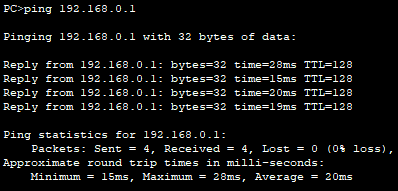 PC>ping 192.168.0.1
Pinging 192.168.0.1 with 32 bytes of data:
Reply from 192.168.0.1: bytes=32 time=28ms TTL=128
Reply from 192.168.0.1: bytes=32 time=15ms TTL=128
Reply from 192.168.0.1: bytes=32 time=20ms TTL=128
Reply from 192.168.0.1: bytes=32 time=19ms TTL=128
Ping statistics for 192.168.0.1:
    Packets: Sent = 4, Received = 4, Lost = 0 (0% loss),
Approximate round trip times in milli-seconds:
    Minimum = 15ms, Maximum = 28ms, Average = 20ms